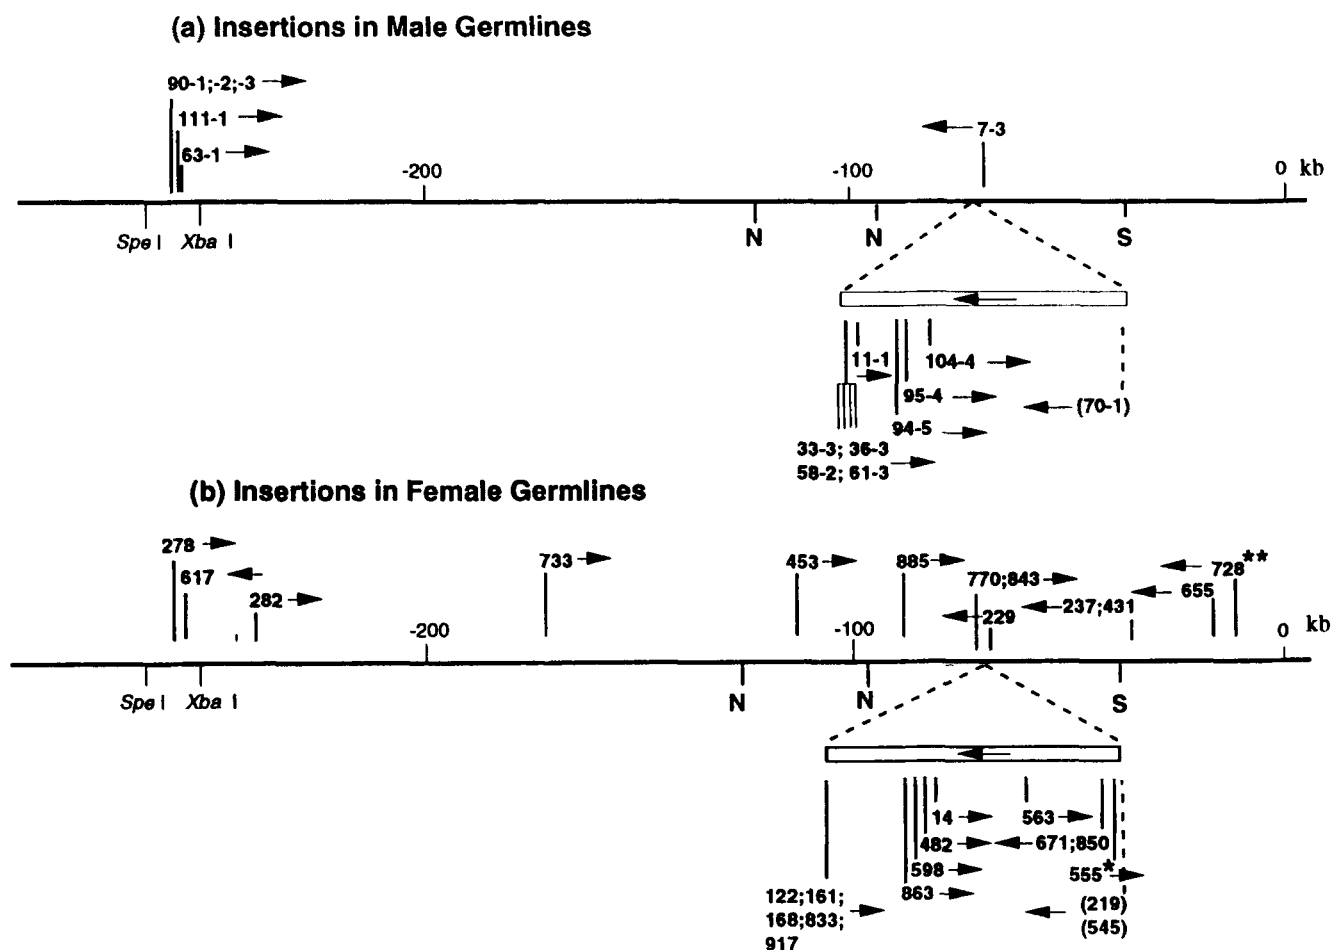 (a) Insertions in Male Germlines
90-1;-2;-3
111-1
63-1
7-3
-200
-100
0 kb
Spe I
Xba I
N
N
S
11-1
104-4
95-4
(70-1)
94-5
33-3; 36-3
58-2; 61-3
(b) Insertions in Female Germlines
278
617
282
733
453
885
770;843
728**
655
237;431
229
-200
-100
0 kb
Spe I
Xba I
N
N
S
14
563
482
671;850
598
555*
863
122;161;
168;833;
917
(219)
(545)